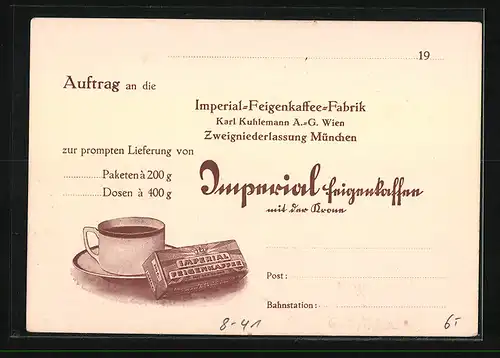 19
Auftrag an die
Imperial=Feigenkaffee=Fabrik
Karl Kuhlemann A.=G. Wien
Zweigniederlassung München
zur prompten Lieferung von
Paketen à 200 g
Dosen à 400 g
Imperial Feigenkaffee
mit der Krone
IMPERIAL
FEIGENKAFFEE
Post:
Bahnstation:
8-41
6,-